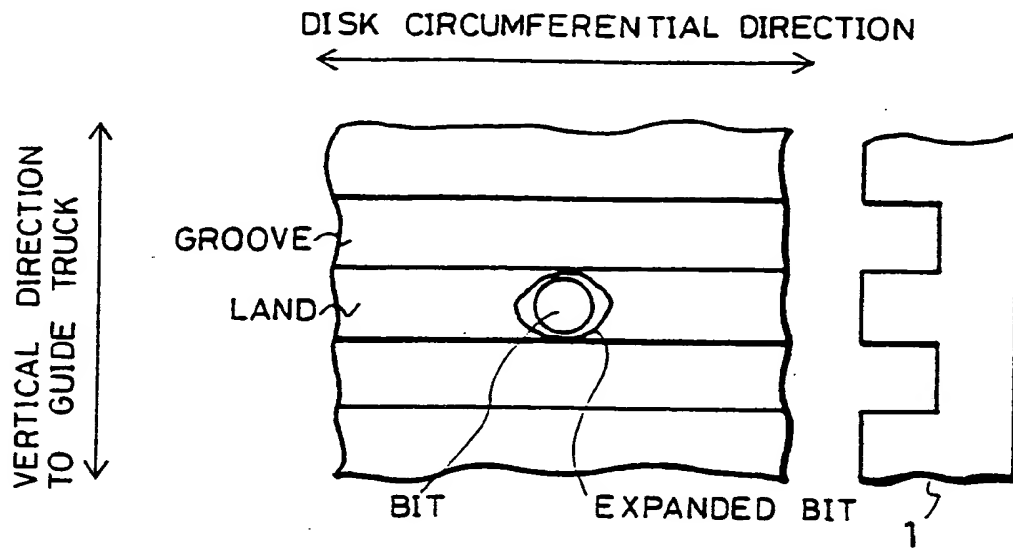 DISK CIRCUMFERENTIAL DIRECTION
VERTICAL DIRECTION
TO GUIDE TRUCK
GROOVE
LAND
BIT
EXPANDED BIT
1